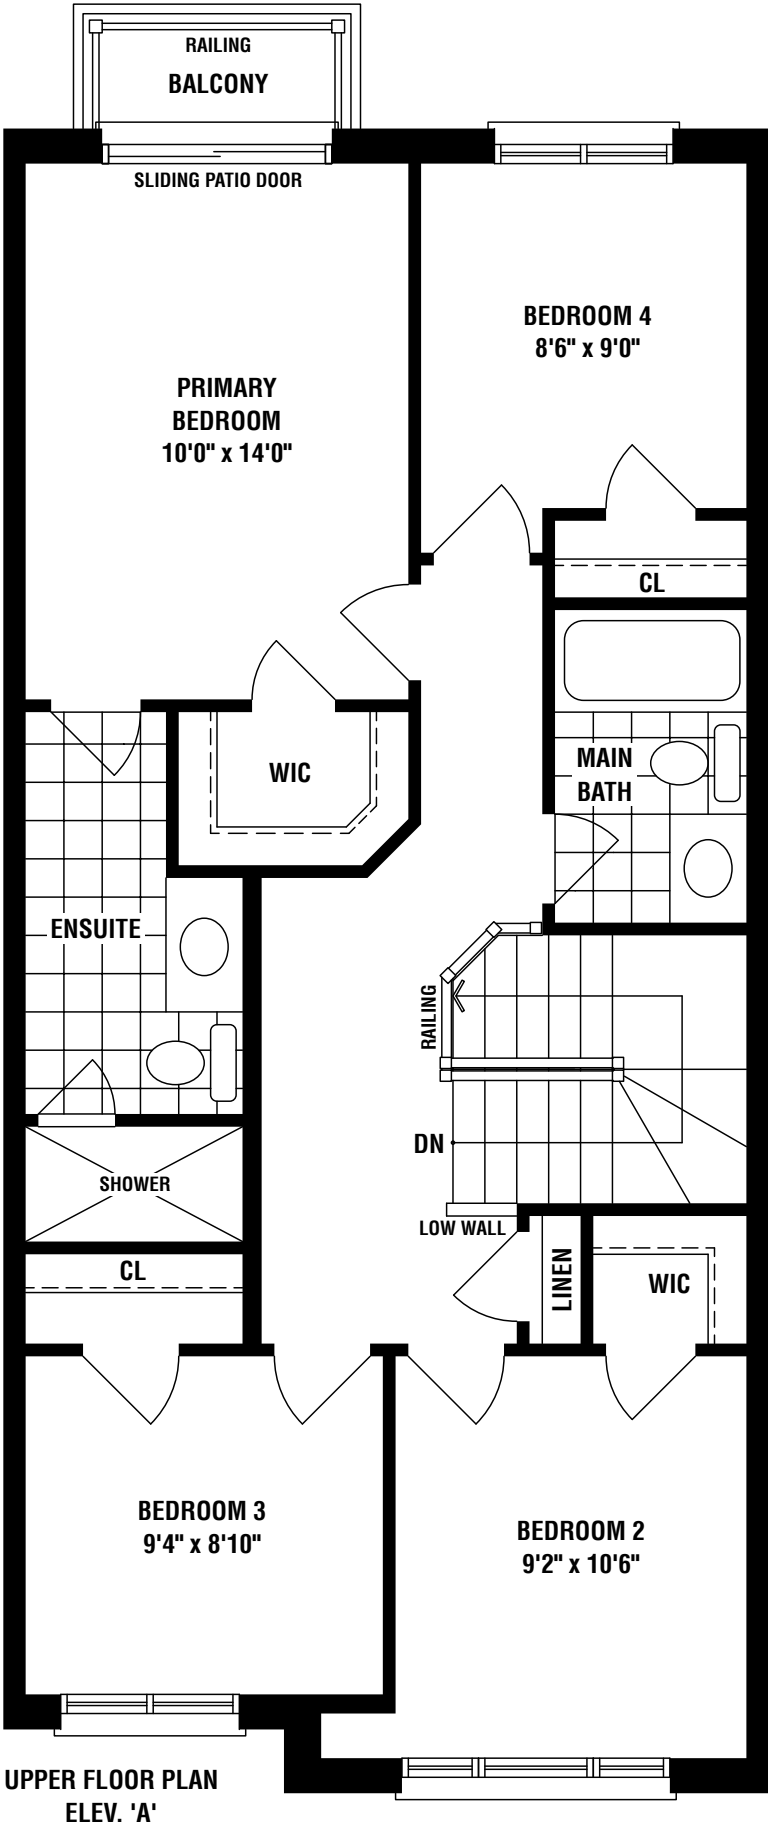 RAILING
BALCONY
SLIDING PATIO DOOR
BEDROOM 4
8'6" x 9'0"
PRIMARY
BEDROOM
10'0" x 14'0"
CL
WIC
MAIN
BATH
ENSUITE
RAILING
DN
SHOWER
LOW WALL
CL
LINEN
WIC
BEDROOM 3
9'4" x 8'10"
BEDROOM 2
9'2" x 10'6"
UPPER FLOOR PLAN
ELEV. 'A'